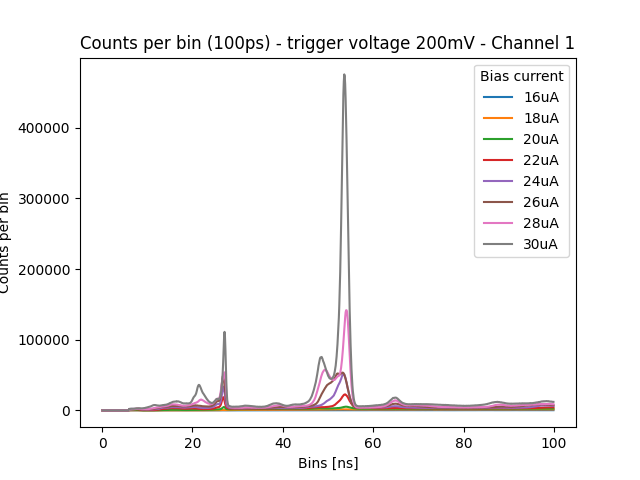 Counts per bin (100ps) - trigger voltage 200mV - Channel 1
Counts per bin
400000
300000
200000
100000
0
Bias current
16uA
18uA
20uA
22uA
24uA
26uA
28uA
30uA
0 20 40 60 80 100
Bins [ns]